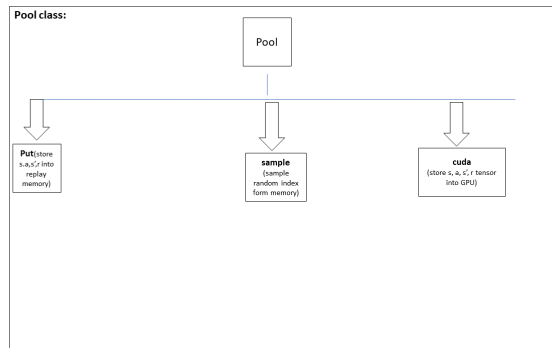 Pool class:
Pool
Put(store
s.a,s',r into
replay
memory)
sample
(sample
random index
form memory)
cuda
(store s, a, s', r tensor
into GPU)